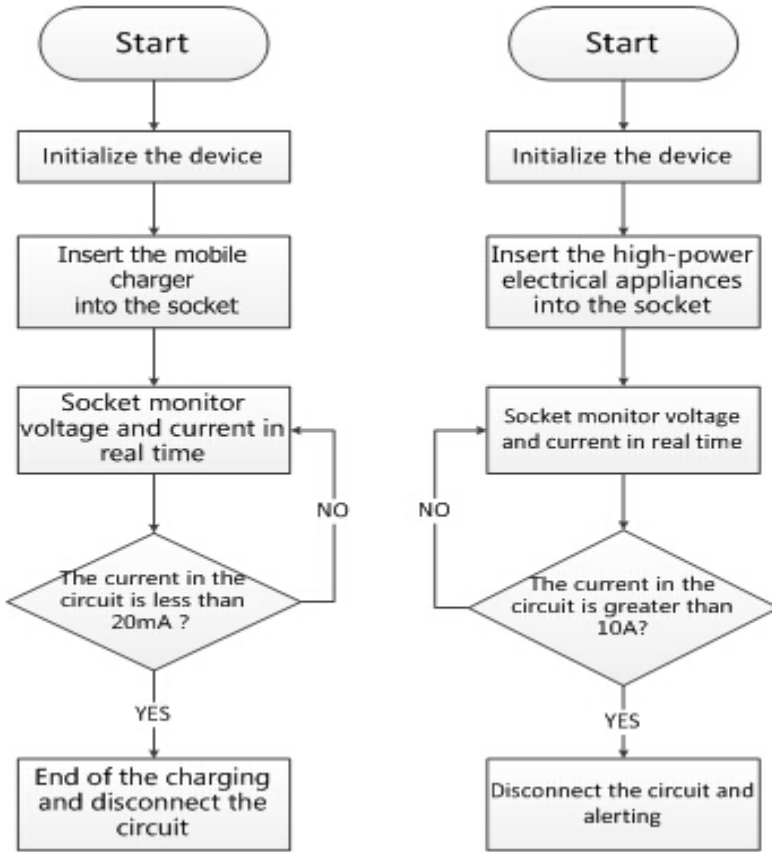 Start
Initialize the device
Insert the mobile
charger
into the socket
Socket monitor
voltage and current in
real time
NO
The current in the
circuit is less than
20mA ?
YES
End of the charging
and disconnect the
circuit
Start
Initialize the device
Insert the high-power
electrical appliances
into the socket
Socket monitor voltage
and current in real time
NO
The current in the
circuit is greater than
10A?
YES
Disconnect the circuit and
alerting